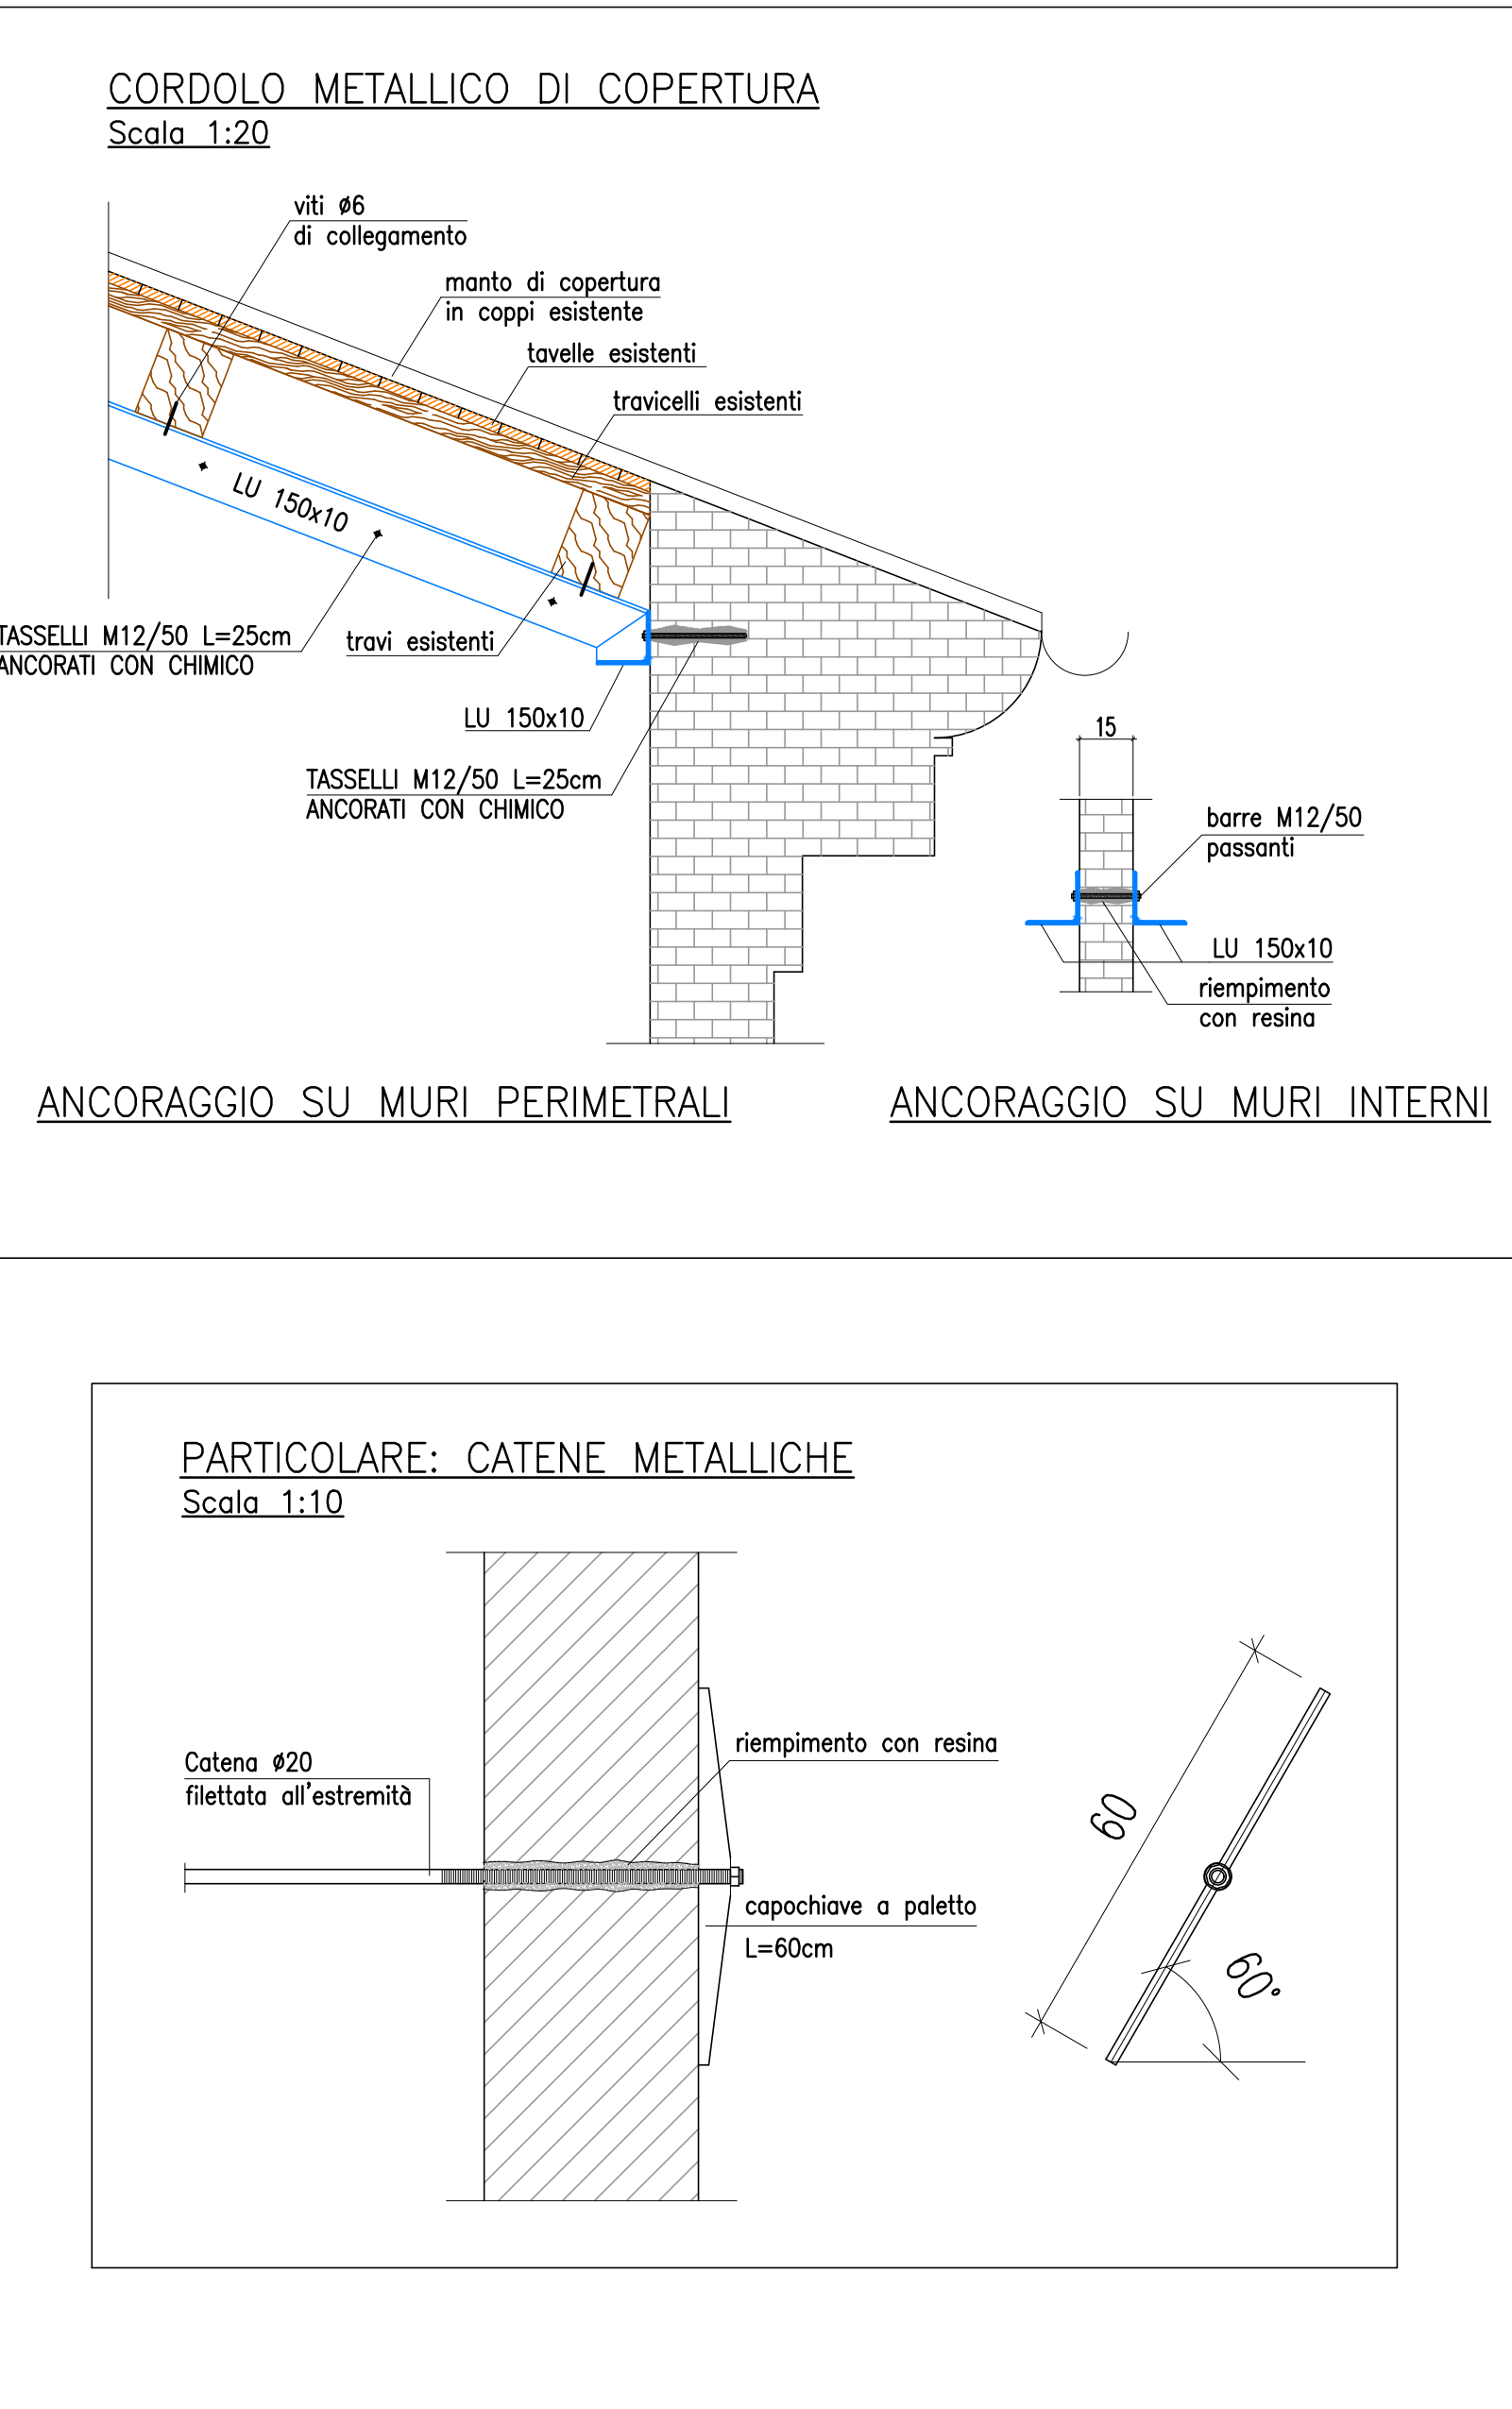 CORDOLO METALLICO DI COPERTURA
Scala 1:20
viti ø6
di collegamento
manto di copertura
in coppi esistente
tavelle esistenti
travicelli esistenti
LU 150x10
TASSELLI M12/50 L=25cm
ANCORATI CON CHIMICO
travi esistenti
LU 150x10
TASSELLI M12/50 L=25cm
ANCORATI CON CHIMICO
15
barre M12/50
passanti
LU 150x10
riempimento
con resina
ANCORAGGIO SU MURI PERIMETRALI
ANCORAGGIO SU MURI INTERNI
PARTICOLARE: CATENE METALLICHE
Scala 1:10
riempimento con resina
Catena ø20
filettata all'estremità
60
capochiave a paletto
L=60cm
60°